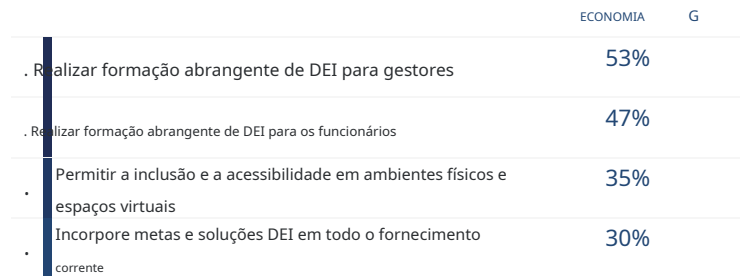 ECONOMIA G
. Realizar formação abrangente de DEI para gestores 53%
. Realizar formação abrangente de DEI para os funcionários 47%
. Permitir a inclusão e a acessibilidade em ambientes físicos e 35%
espaços virtuais
. Incorpore metas e soluções DEI em todo o fornecimento 30%
corrente